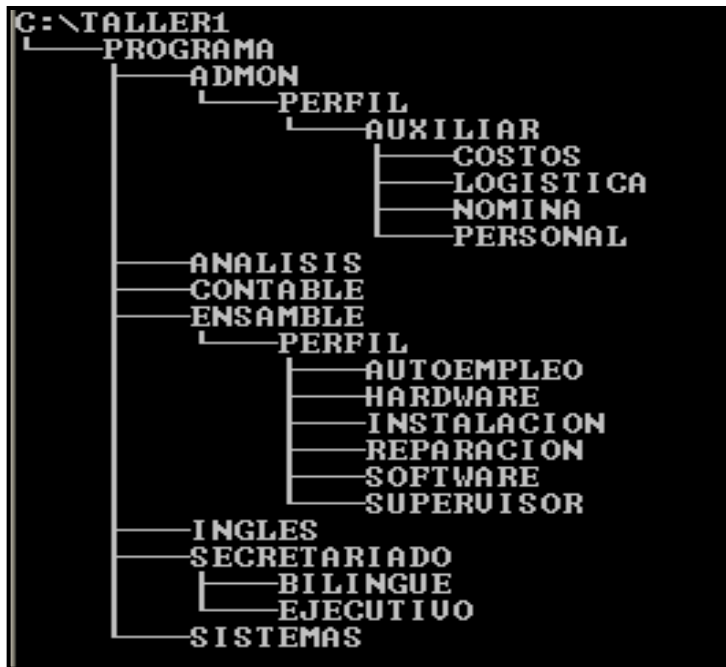 C:\TALLER1
PROGRAMA
ADMON
PERFIL
AUXILIAR
COSTOS
LOGISTICA
NOMINA
PERSONAL
ANALISIS
CONTABLE
ENSAMBLE
PERFIL
AUTOEMPLEO
HARDWARE
INSTALACION
REPARACION
SOFTWARE
SUPERVISOR
INGLES
SECRETARIADO
BILINGUE
EJECUTIVO
SISTEMAS